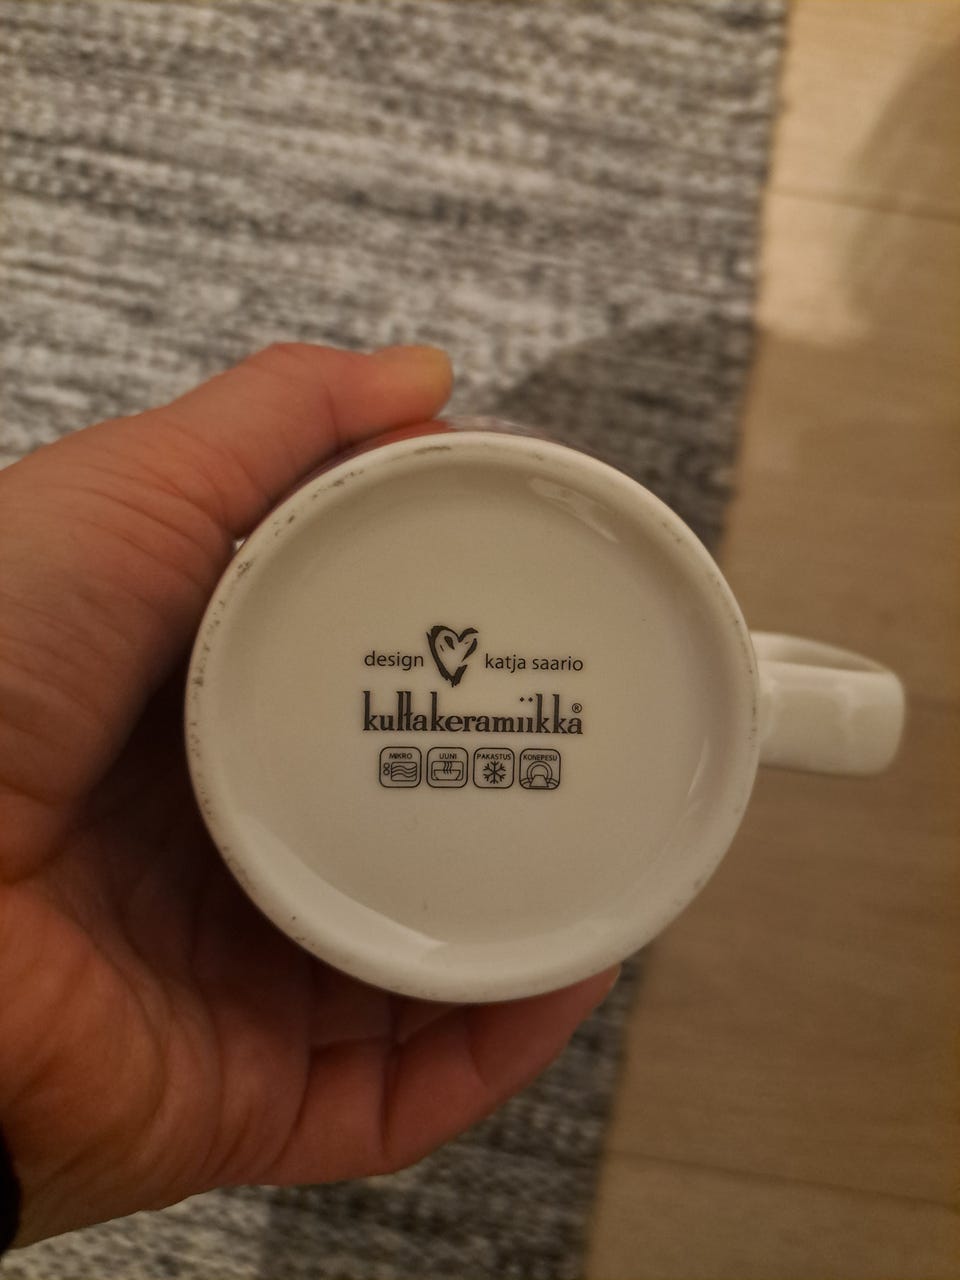 design katja saario
kultakeramiikka®
MIKRO UUNI PAKASTUS KONEPESU